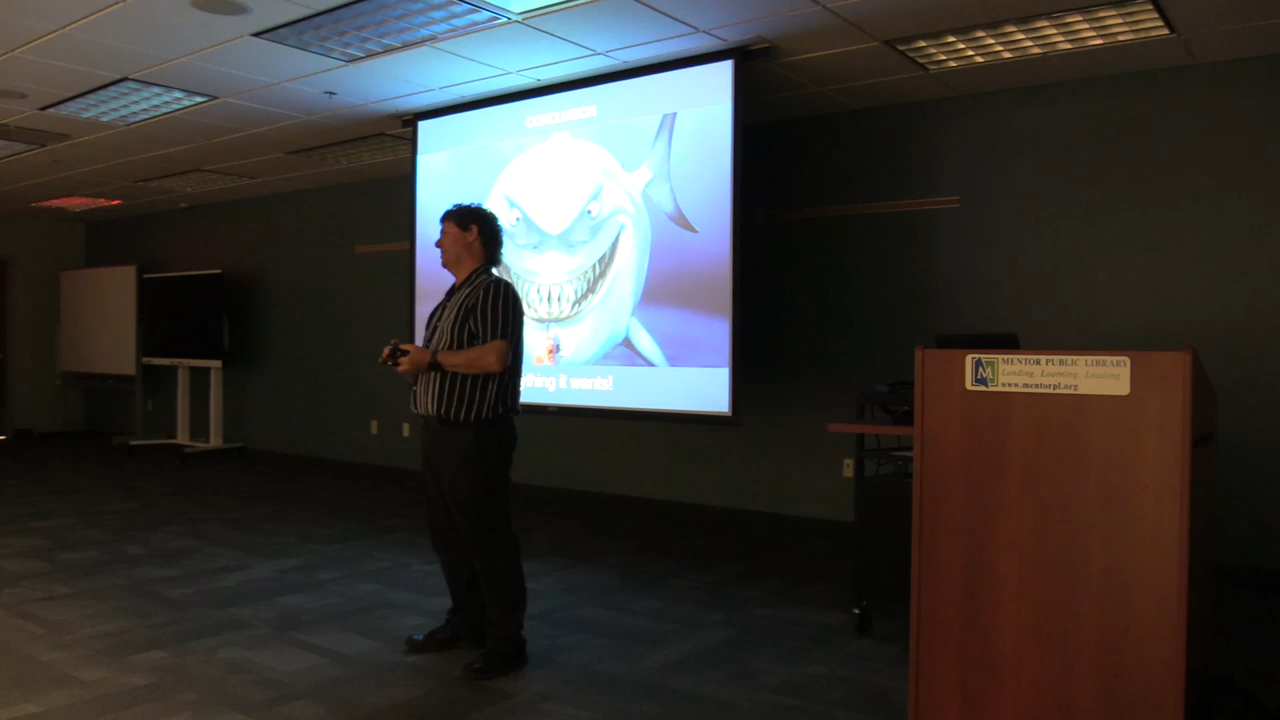 CONCLUSION
ything it wants!
MENTOR PUBLIC LIBRARY
Lending, Learning, Leading
www.mentorpl.org